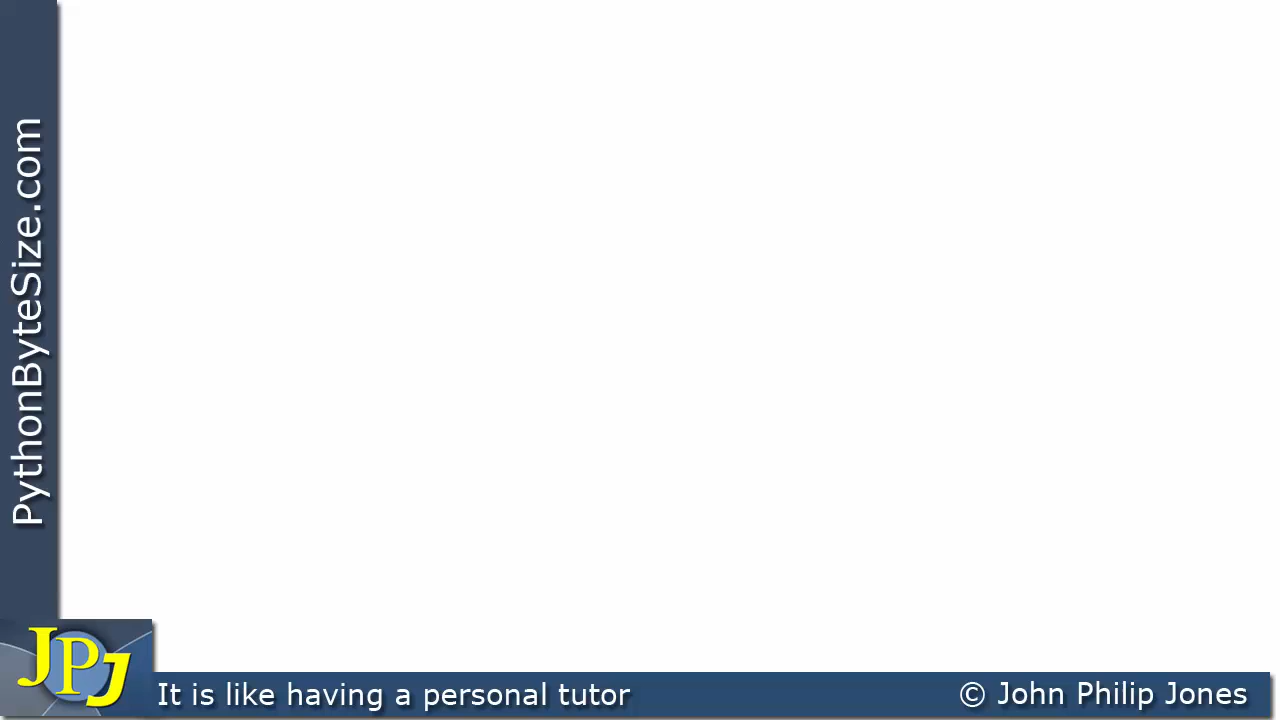 PythonByteSize.com
JPJ
It is like having a personal tutor
© John Philip Jones